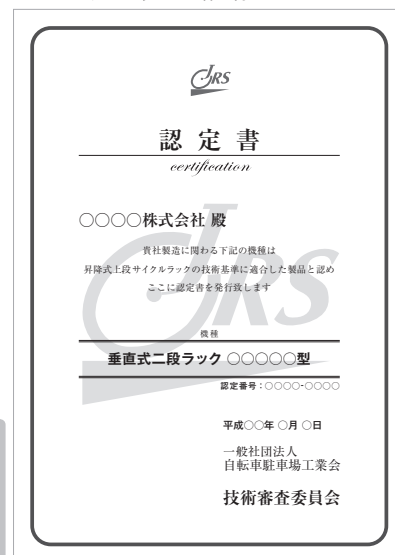 JRS
認定書
certification
○○○○株式会社 殿
貴社製造に関わる下記の機種は
昇降式上段サイクルラックの技術基準に適合した製品と認め
ここに認定書を発行致します
機種
垂直式二段ラック ○○○○○型
認定番号：○○○○-○○○○
平成○○年 ○月 ○日
一般社団法人
自転車駐車場工業会
技術審査委員会
JRS